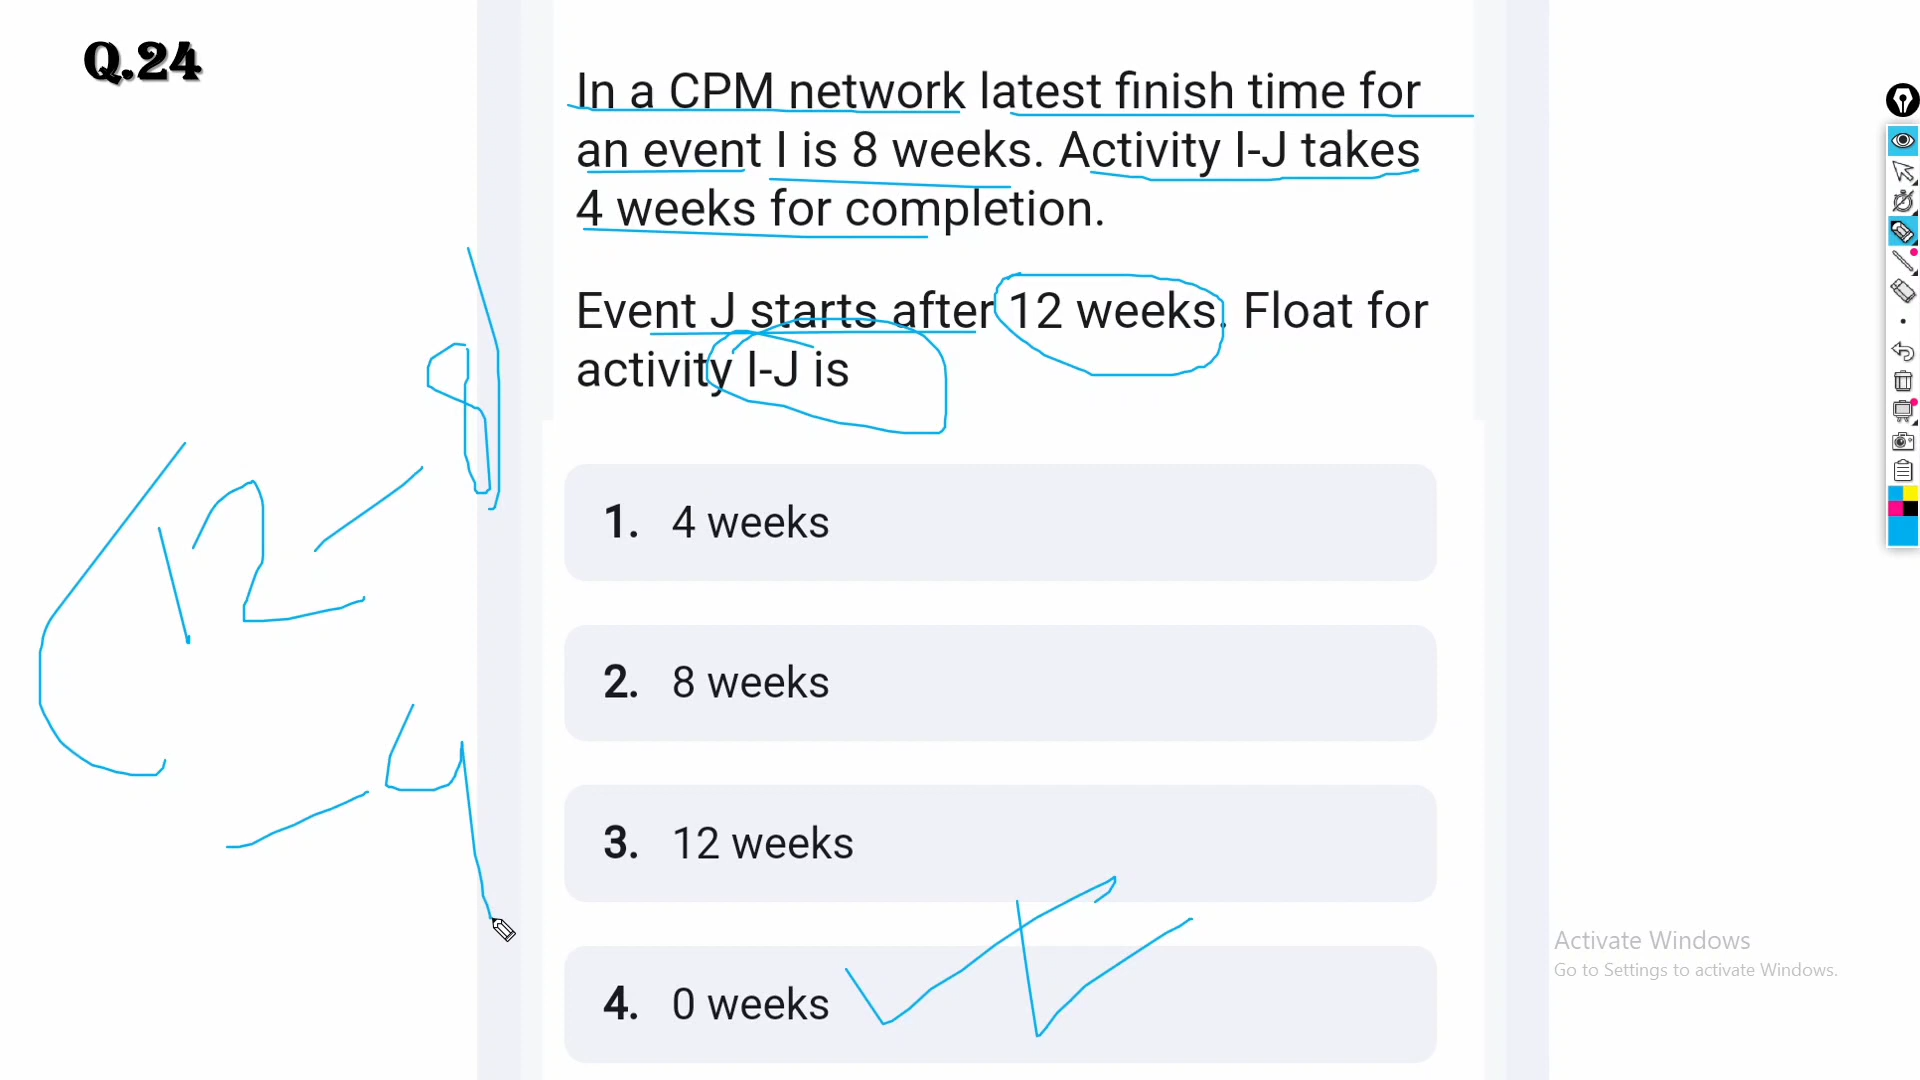 Q.24
In a CPM network latest finish time for
an event I is 8 weeks. Activity I-J takes
4 weeks for completion.
Event J starts after 12 weeks. Float for
activity I-J is
1. 4 weeks
2. 8 weeks
3. 12 weeks
4. 0 weeks
12 - 8
- 4
Activate Windows
Go to Settings to activate Windows.